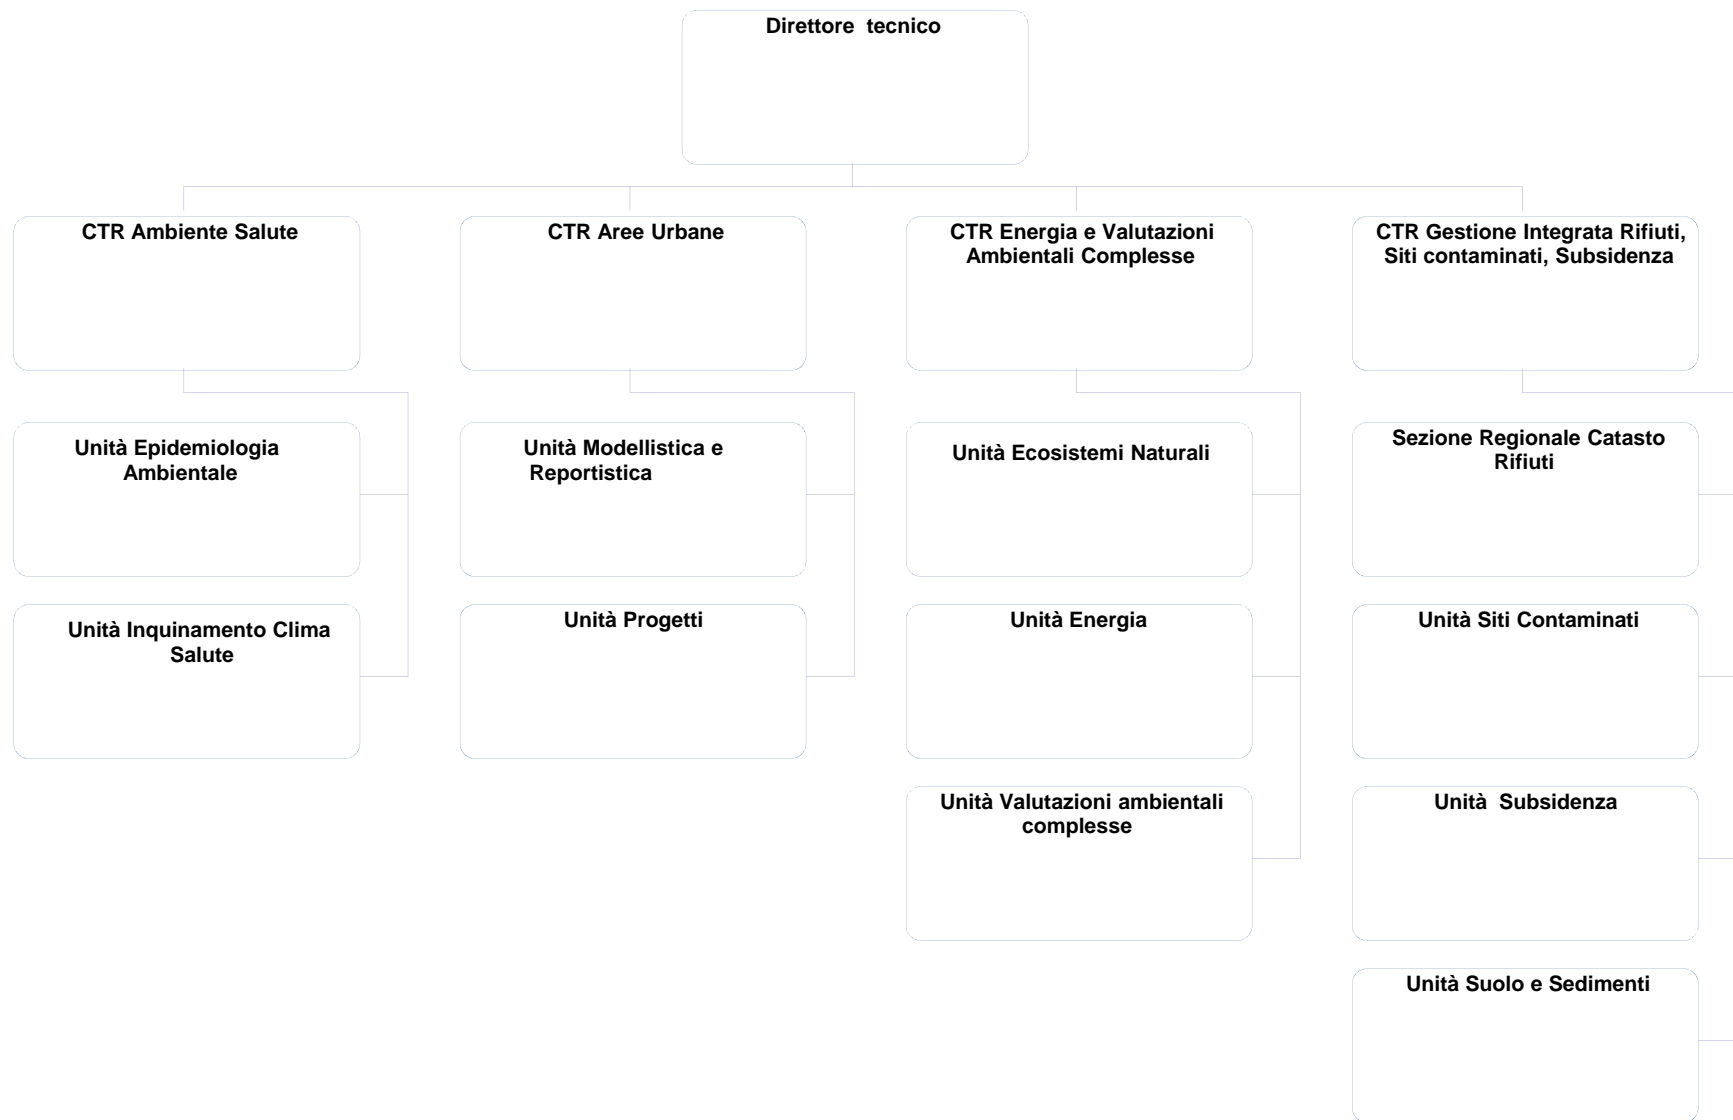 Direttore tecnico
CTR Ambiente Salute
CTR Aree Urbane
CTR Energia e Valutazioni
Ambientali Complesse
CTR Gestione Integrata Rifiuti,
Siti contaminati, Subsidenza
Unità Epidemiologia
Ambientale
Unità Modellistica e
Reportistica
Unità Ecosistemi Naturali
Sezione Regionale Catasto
Rifiuti
Unità Inquinamento Clima
Salute
Unità Progetti
Unità Energia
Unità Siti Contaminati
Unità Valutazioni ambientali
complesse
Unità Subsidenza
Unità Suolo e Sedimenti